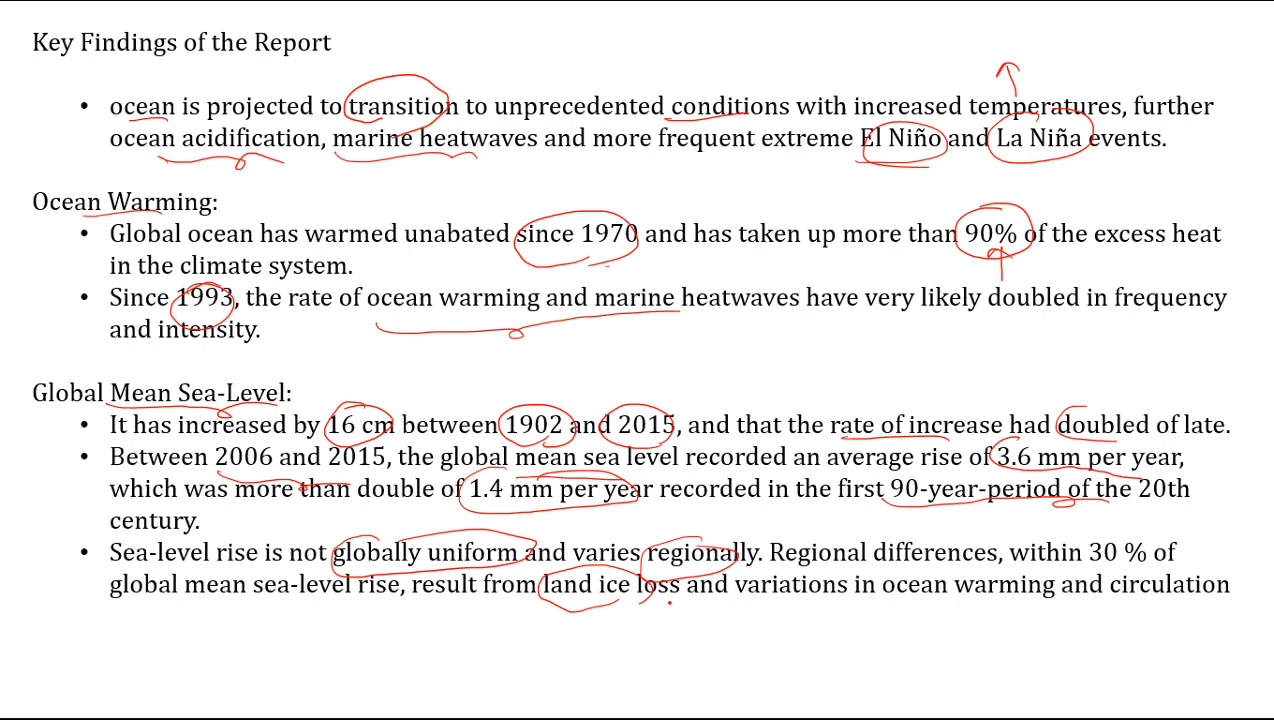 Key Findings of the Report
• ocean is projected to transition to unprecedented conditions with increased temperatures, further
ocean acidification, marine heatwaves and more frequent extreme El Niño and La Niña events.
Ocean Warming:
• Global ocean has warmed unabated since 1970 and has taken up more than 90% of the excess heat
in the climate system.
• Since 1993, the rate of ocean warming and marine heatwaves have very likely doubled in frequency
and intensity.
Global Mean Sea-Level:
• It has increased by 16 cm between 1902 and 2015, and that the rate of increase had doubled of late.
• Between 2006 and 2015, the global mean sea level recorded an average rise of 3.6 mm per year,
which was more than double of 1.4 mm per year recorded in the first 90-year-period of the 20th
century.
• Sea-level rise is not globally uniform and varies regionally. Regional differences, within 30 % of
global mean sea-level rise, result from land ice loss and variations in ocean warming and circulation